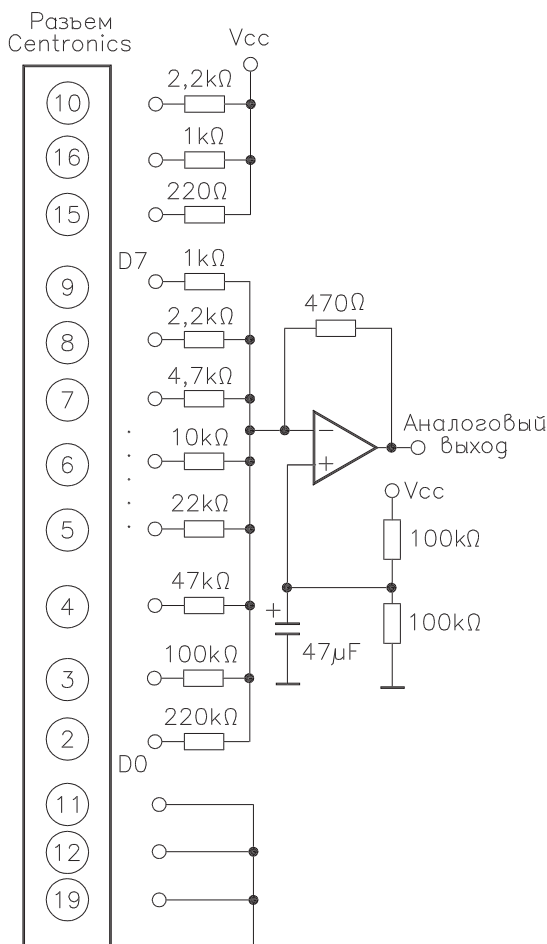 Разьем
Centronics
Vcc
10
2,2kΩ
16
1kΩ
15
220Ω
D7
9
1kΩ
8
2,2kΩ
470Ω
7
4,7kΩ
Аналоговый
выход
6
10kΩ
−
+
Vcc
5
22kΩ
100kΩ
4
47kΩ
+
47µF
100kΩ
3
100kΩ
2
220kΩ
D0
11
12
19